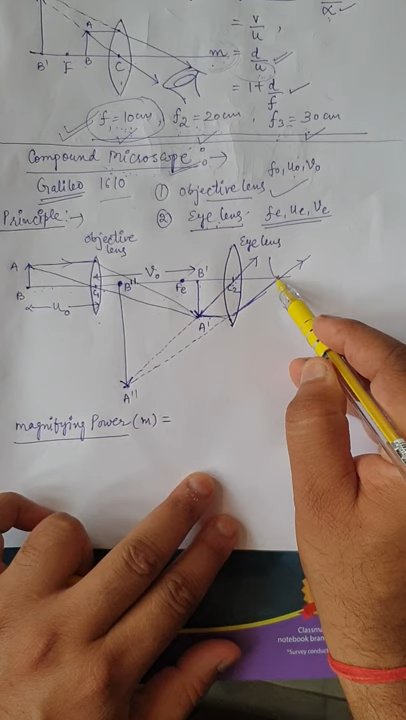 α
= v/u ,
m = d/u
= 1 + d/f
B' F B C
A
f = 10 cm , f2 = 20 cm , f3 = 30 cm
Compound Microscope :→
fo, uo, vo
Galileo 1610
① objective lens
Principle :→
② Eye lens fe, ue, ve
objective lens
Eye lens
A
B C1 B'' vo Fe B' C2
uo
A'
A''
magnifying Power (m) =
Classma
notebook bran
*Survey conduct